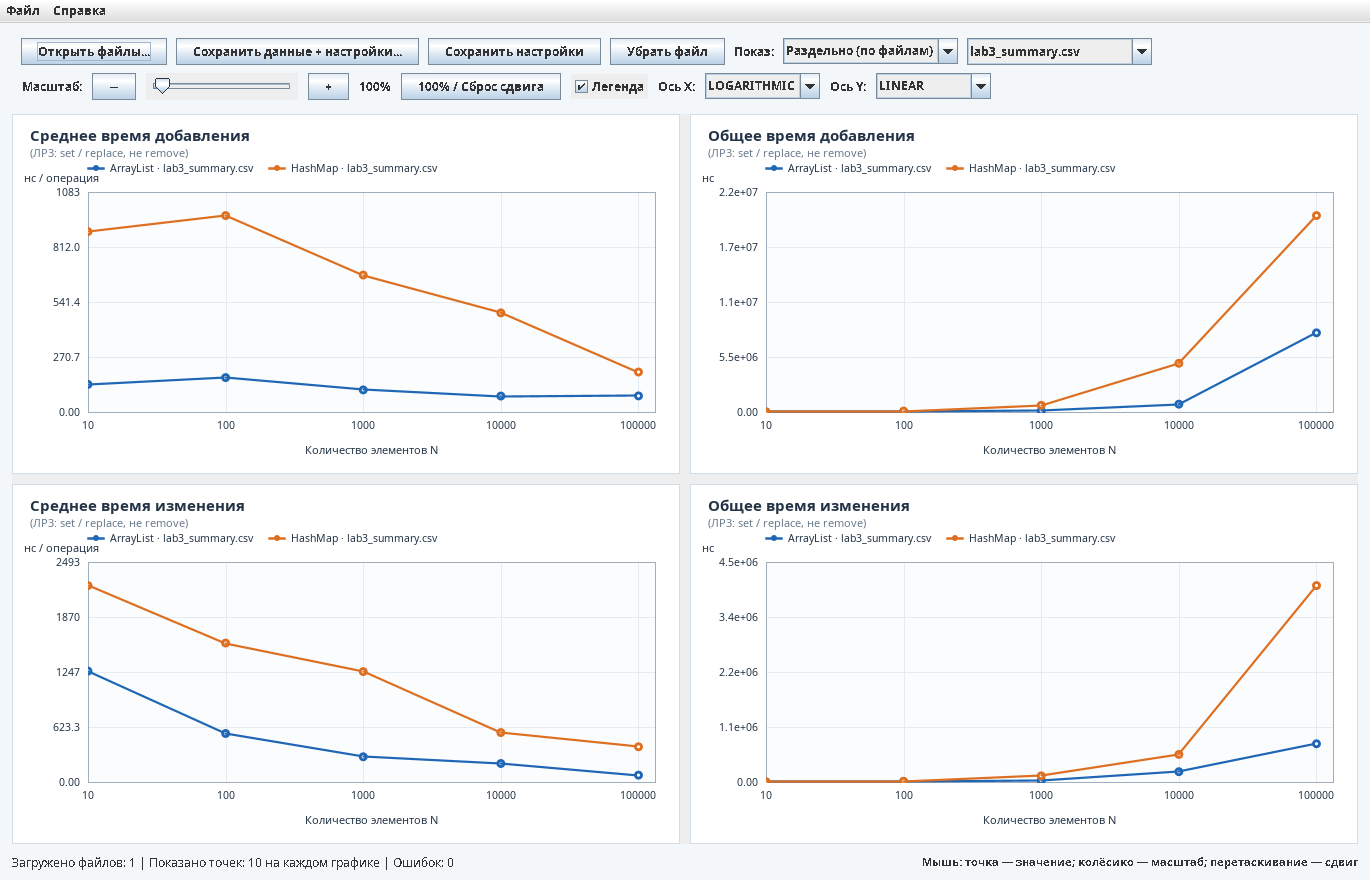 Файл Справка
Открыть файлы... Сохранить данные + настройки... Сохранить настройки Убрать файл Показ: Раздельно (по файлам) lab3_summary.csv
Масштаб: – + 100% 100% / Сброс сдвига Легенда Ось X: LOGARITHMIC Ось Y: LINEAR
Среднее время добавления
(ЛР3: set / replace, не remove)
ArrayList · lab3_summary.csv HashMap · lab3_summary.csv
нс / операция
1083
812.0
541.4
270.7
0.00
10 100 1000 10000 100000
Количество элементов N
Общее время добавления
(ЛР3: set / replace, не remove)
ArrayList · lab3_summary.csv HashMap · lab3_summary.csv
нс
2.2e+07
1.7e+07
1.1e+07
5.5e+06
0.00
10 100 1000 10000 100000
Количество элементов N
Среднее время изменения
(ЛР3: set / replace, не remove)
ArrayList · lab3_summary.csv HashMap · lab3_summary.csv
нс / операция
2493
1870
1247
623.3
0.00
10 100 1000 10000 100000
Количество элементов N
Общее время изменения
(ЛР3: set / replace, не remove)
ArrayList · lab3_summary.csv HashMap · lab3_summary.csv
нс
4.5e+06
3.4e+06
2.2e+06
1.1e+06
0.00
10 100 1000 10000 100000
Количество элементов N
Загружено файлов: 1 | Показано точек: 10 на каждом графике | Ошибок: 0
Мышь: точка — значение; колёсико — масштаб; перетаскивание — сдвиг